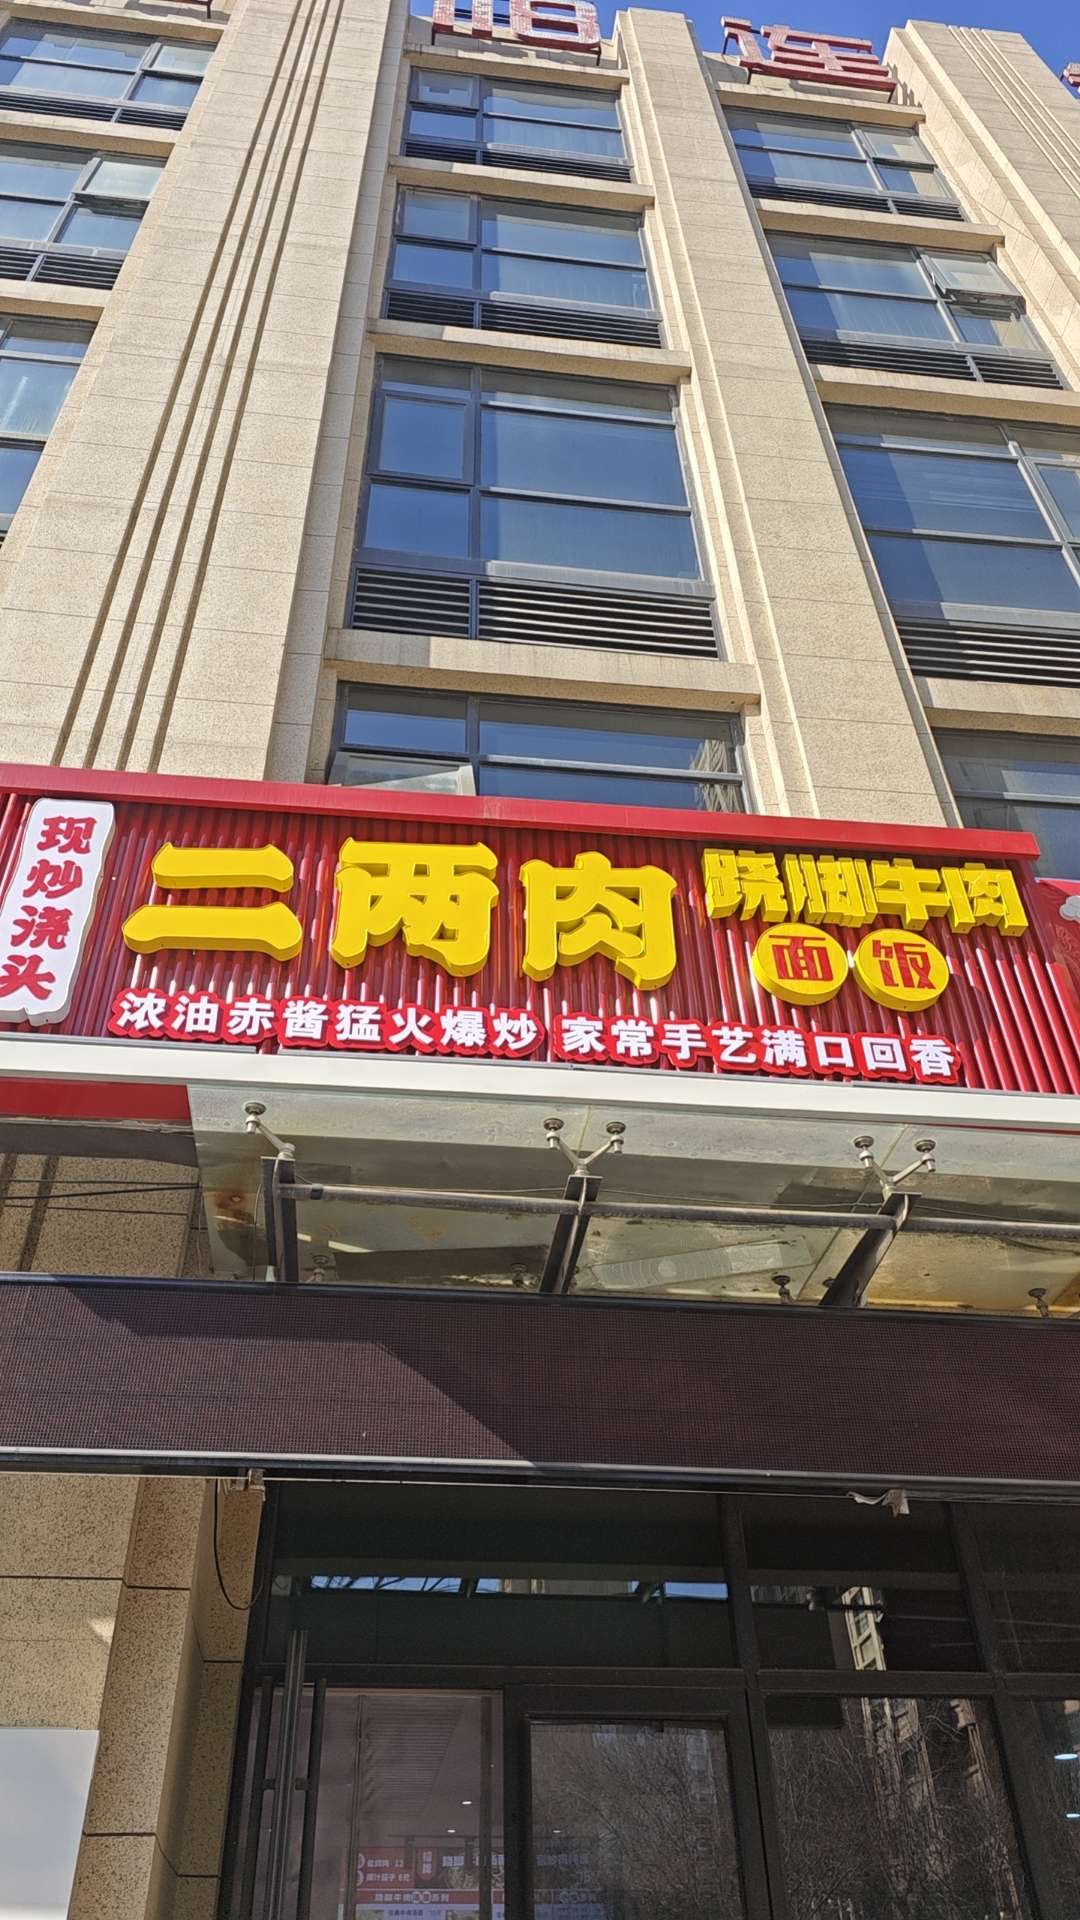 连
现炒浇头
二两肉
跷脚牛肉
面 饭
浓油赤酱猛火爆炒 家常手艺满口回香